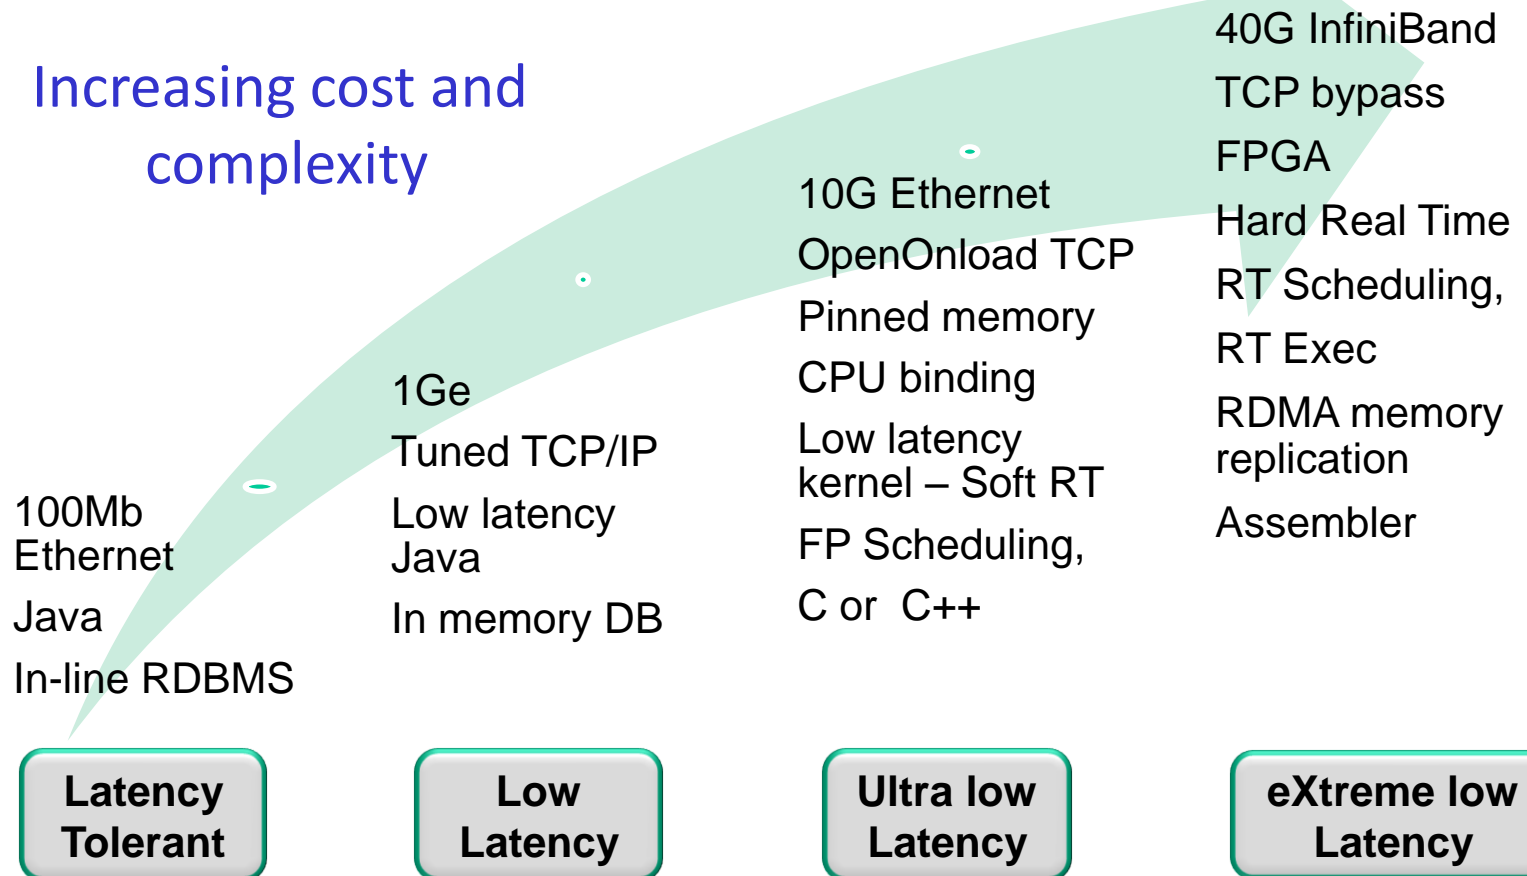 Increasing cost and
complexity
100Mb
Ethernet
Java
In-line RDBMS
1Ge
Tuned TCP/IP
Low latency
Java
In memory DB
10G Ethernet
OpenOnload TCP
Pinned memory
CPU binding
Low latency
kernel – Soft RT
FP Scheduling,
C or C++
40G InfiniBand
TCP bypass
FPGA
Hard Real Time
RT Scheduling,
RT Exec
RDMA memory
replication
Assembler
Latency
Tolerant
Low
Latency
Ultra low
Latency
eXtreme low
Latency